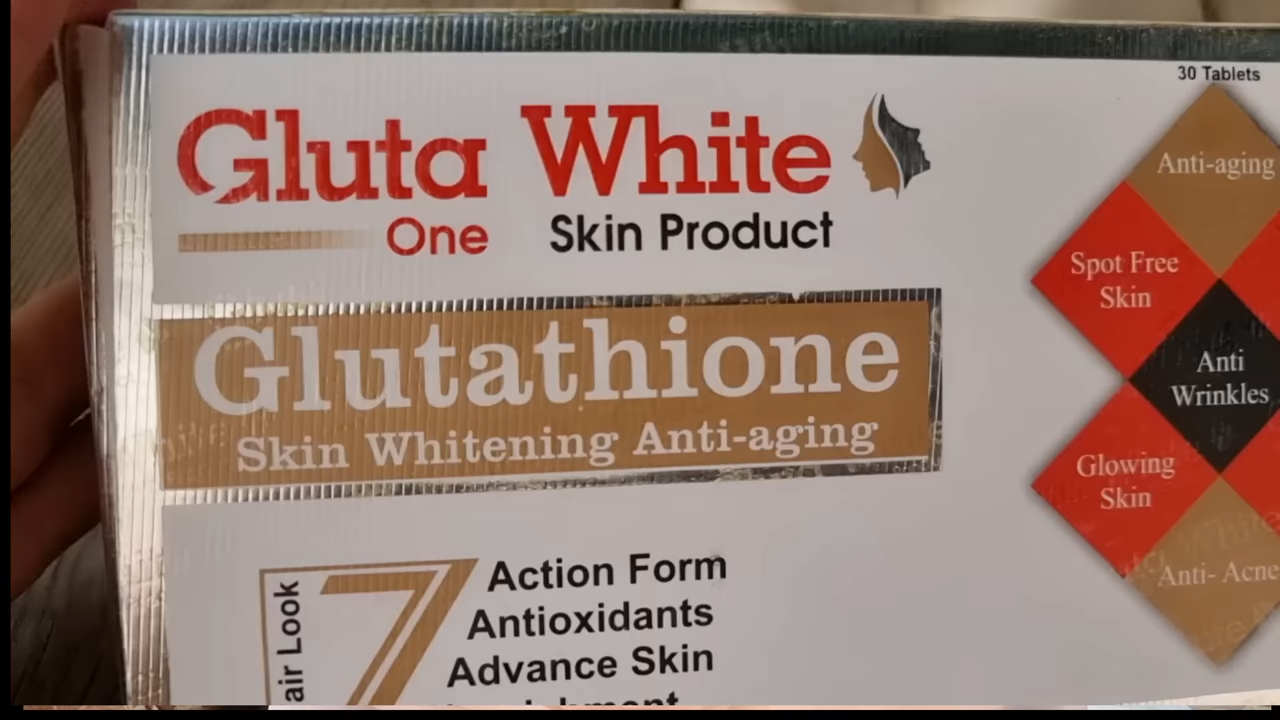 30 Tablets
Gluta White
One Skin Product
Glutathione
Skin Whitening Anti-aging
Anti-aging
Spot Free
Skin
Anti
Wrinkles
Glowing
Skin
Anti- Acne
7
Action Form
Antioxidants
Advance Skin
Look